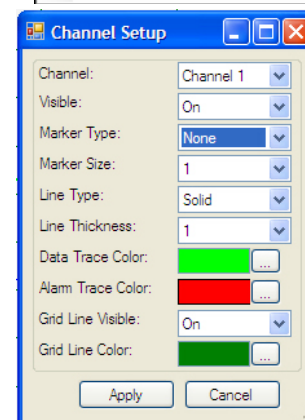 Channel Setup
Channel: Channel 1
Visible: On
Marker Type: None
Marker Size: 1
Line Type: Solid
Line Thickness: 1
Data Trace Color: ...
Alarm Trace Color: ...
Grid Line Visible: On
Grid Line Color: ...
Apply Cancel